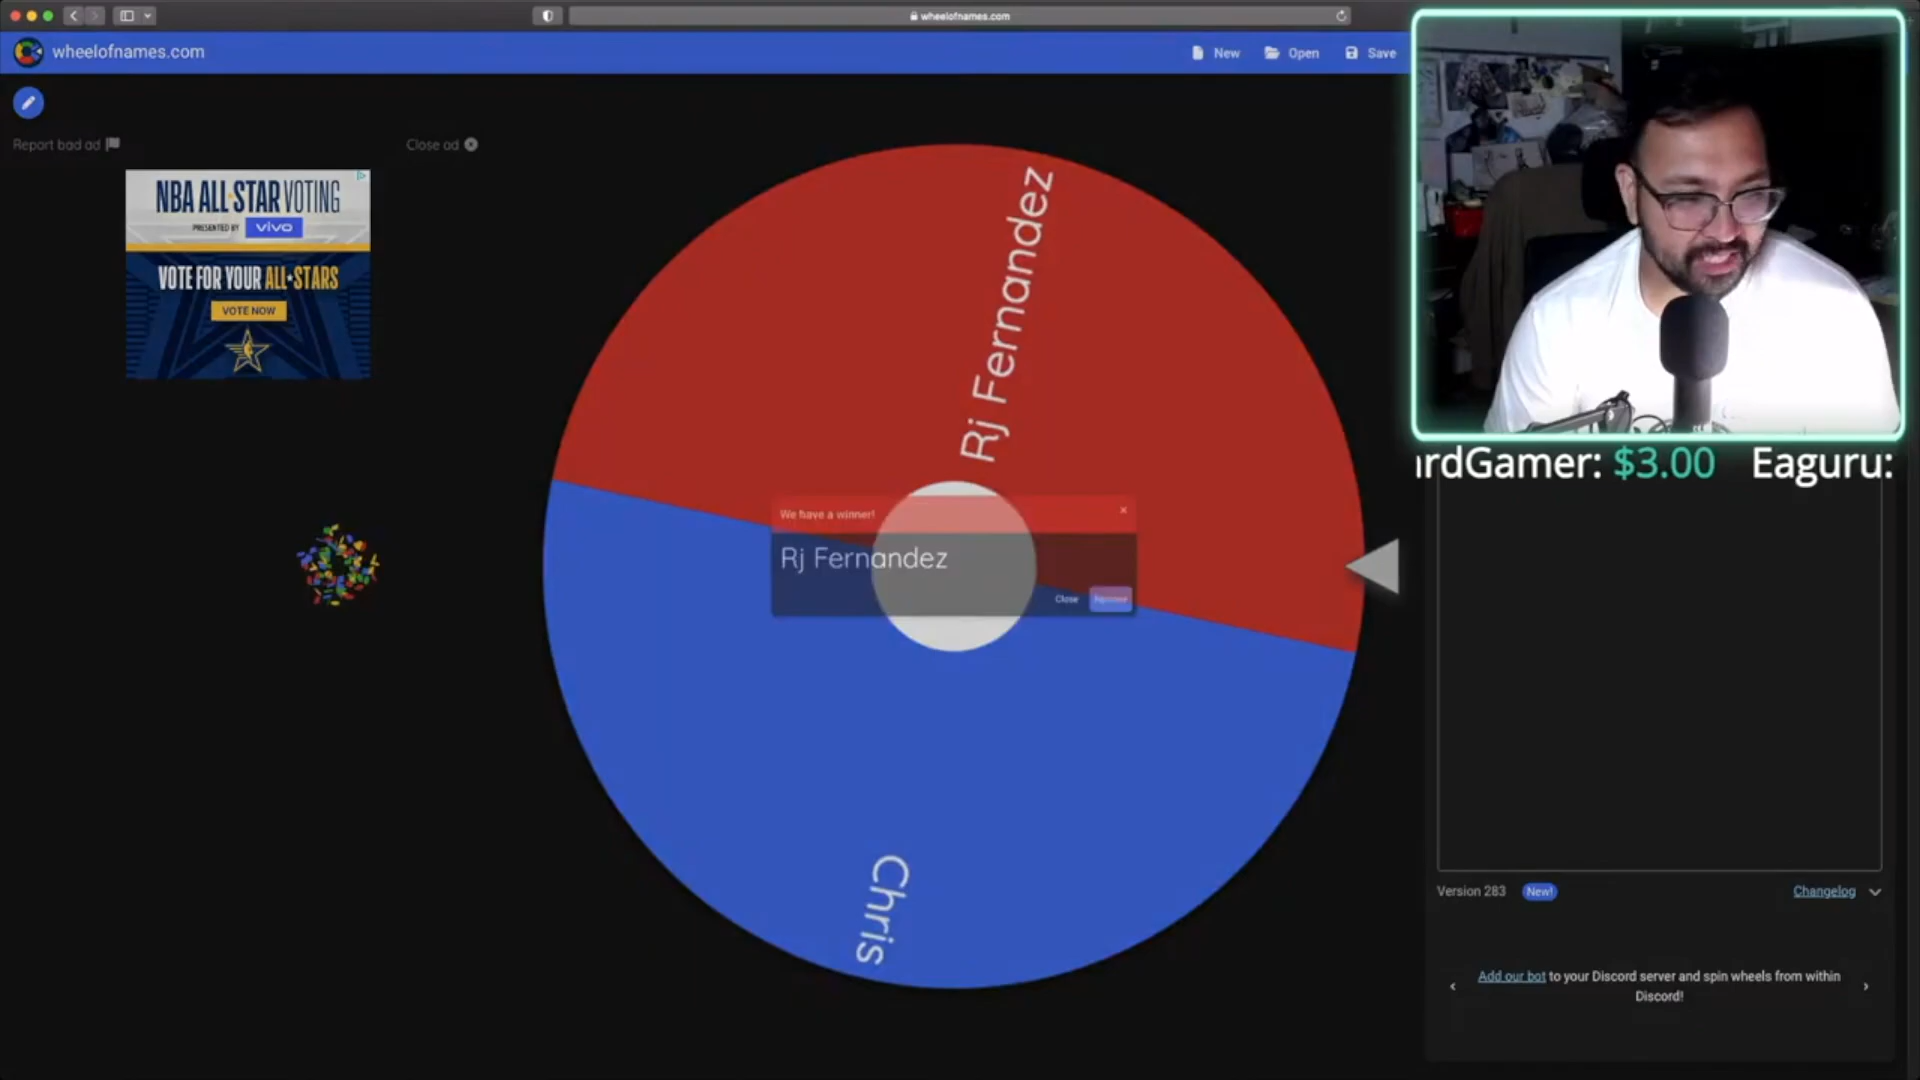 wheelofnames.com
wheelofnames.com
New
Open
Save
Report bad ad
Close ad
NBA ALL STAR VOTING
PRESENTED BY vivo
VOTE FOR YOUR ALL STARS
VOTE NOW
Rj Fernandez
We have a winner!
Rj Fernandez
Close
Remove
Chris
ardGamer: $3.00 Eaguru:
Version 283 New!
Changelog
Add our bot to your Discord server and spin wheels from within
Discord!